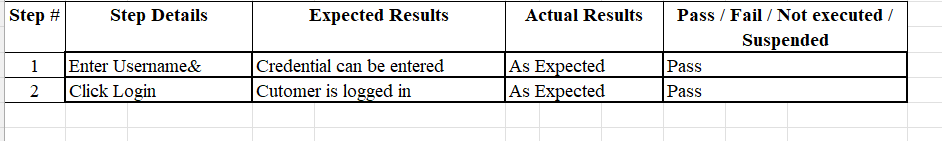 Step # Step Details Expected Results Actual Results Pass / Fail / Not executed /
Suspended
1 Enter Username& Credential can be entered As Expected Pass
2 Click Login Cutomer is logged in As Expected Pass